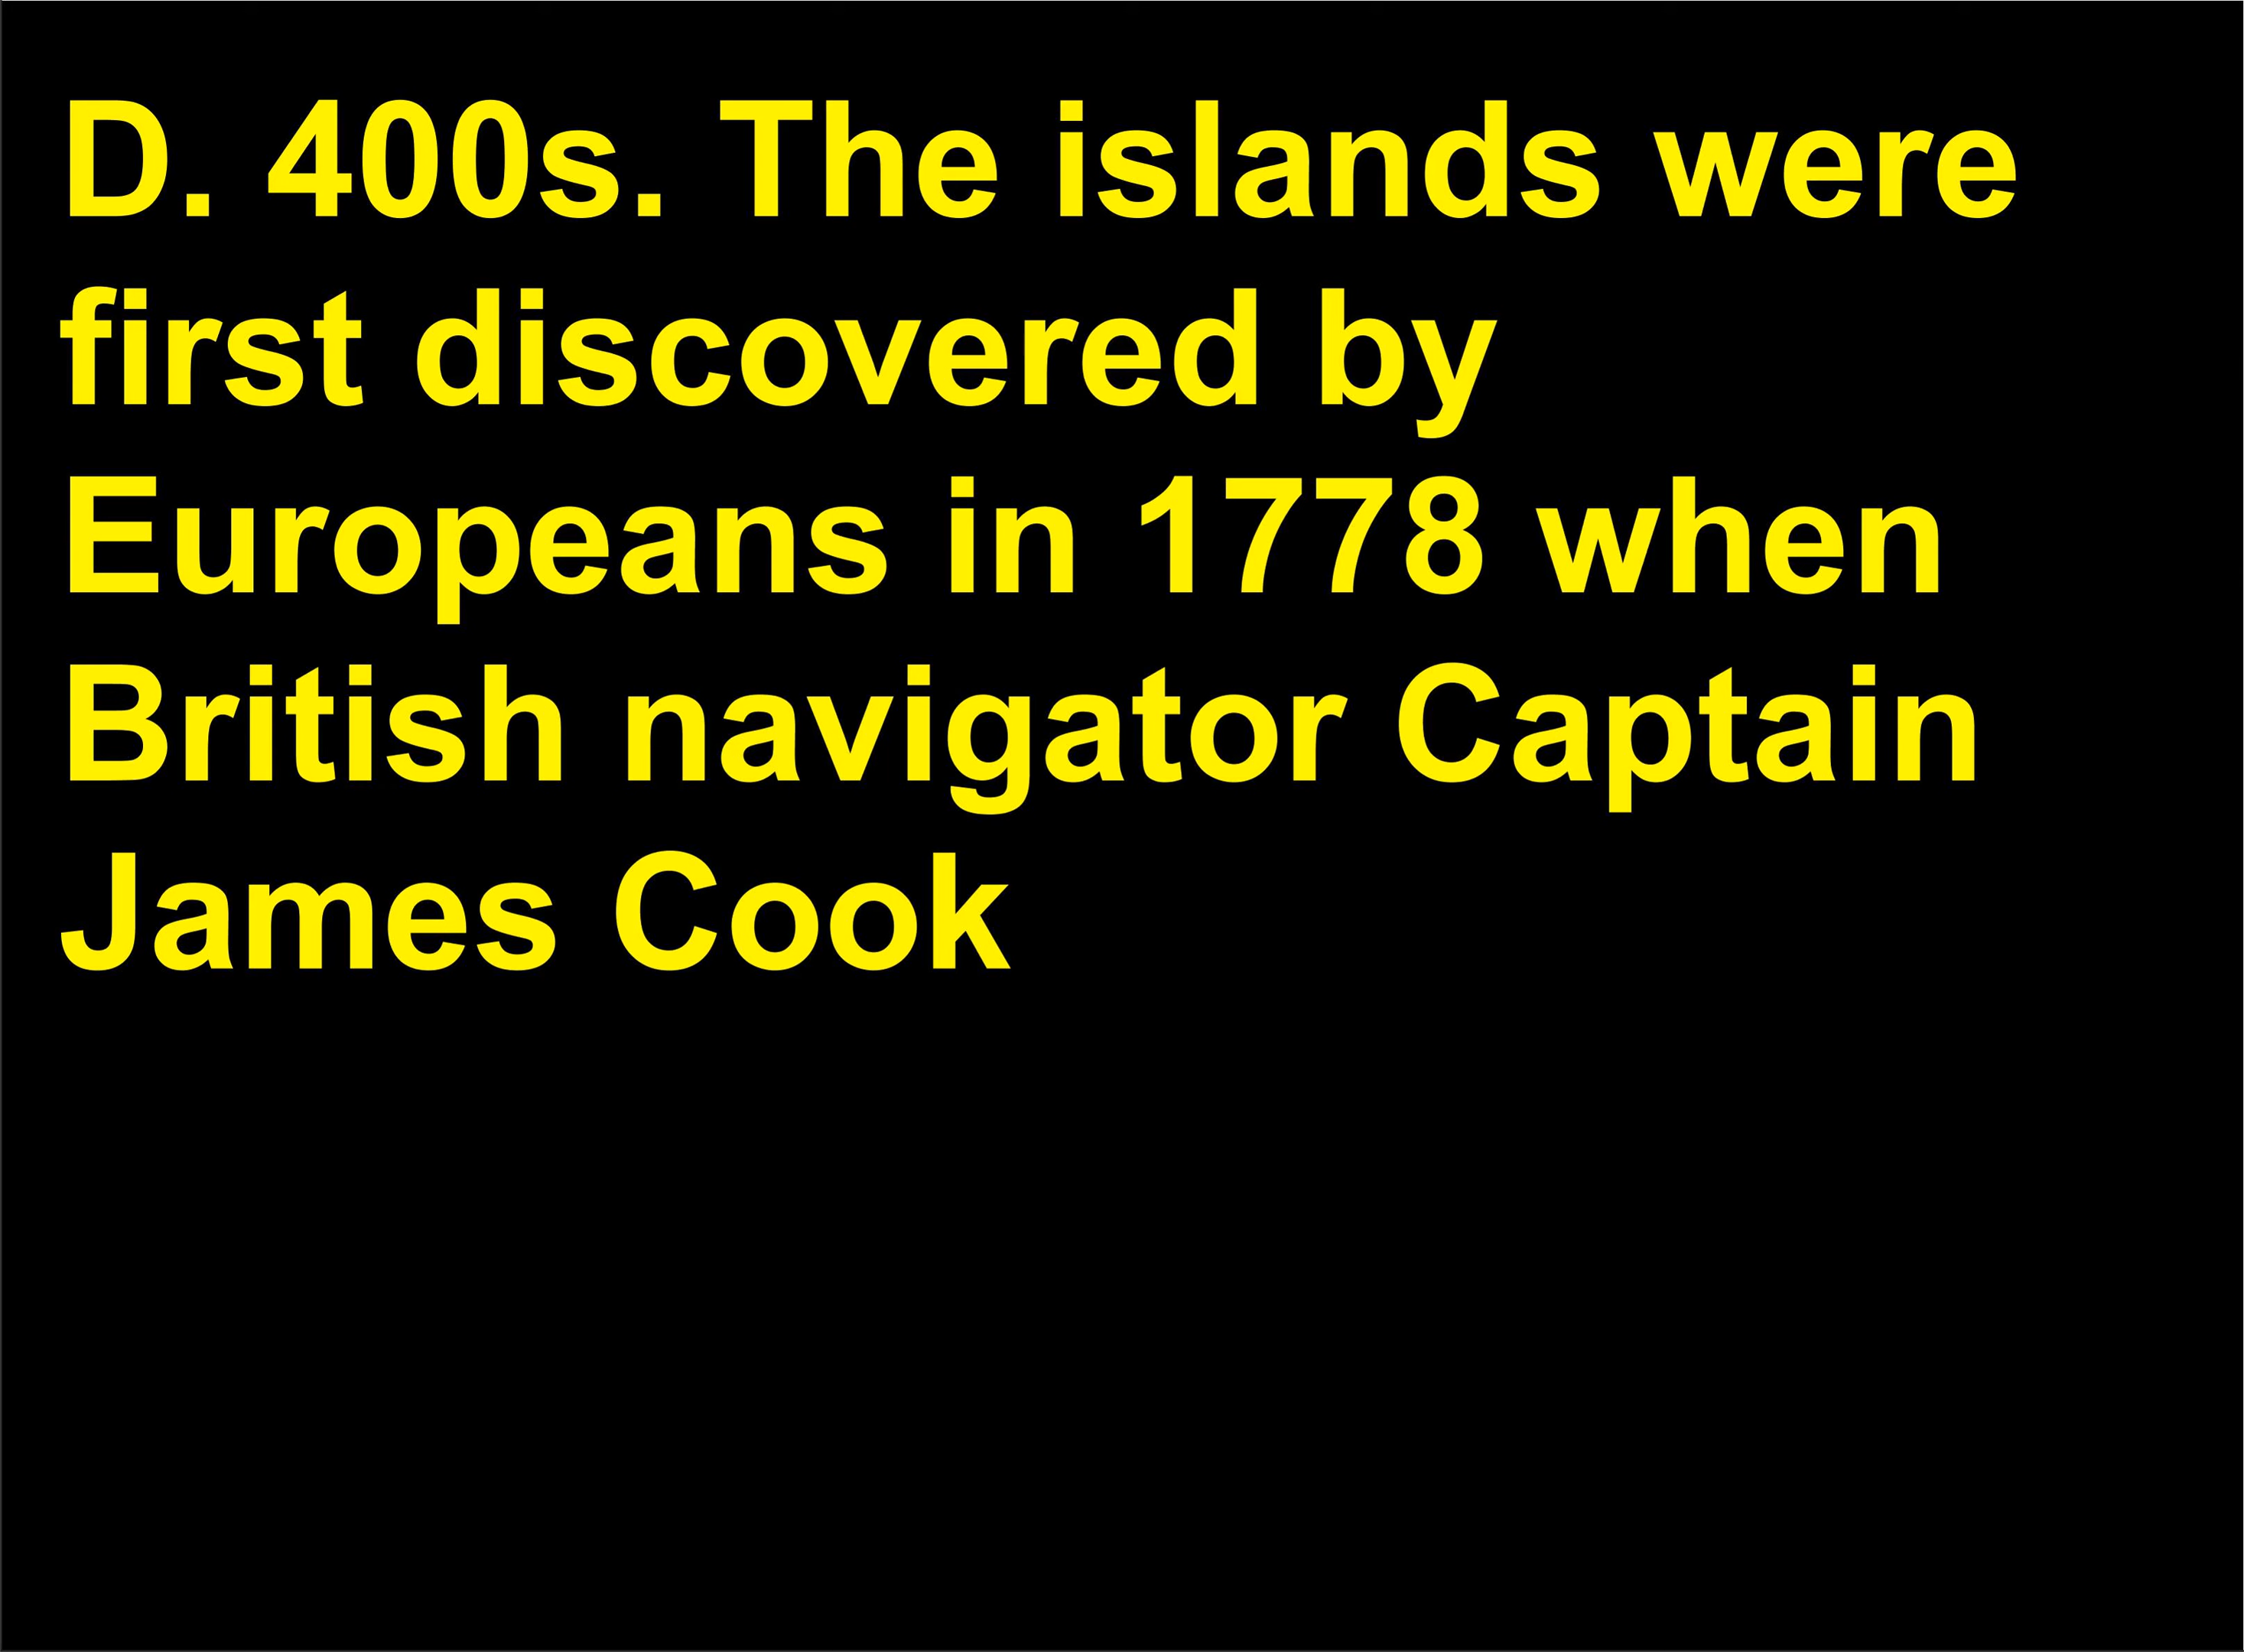 D. 400s. The islands were
first discovered by
Europeans in 1778 when
British navigator Captain
James Cook